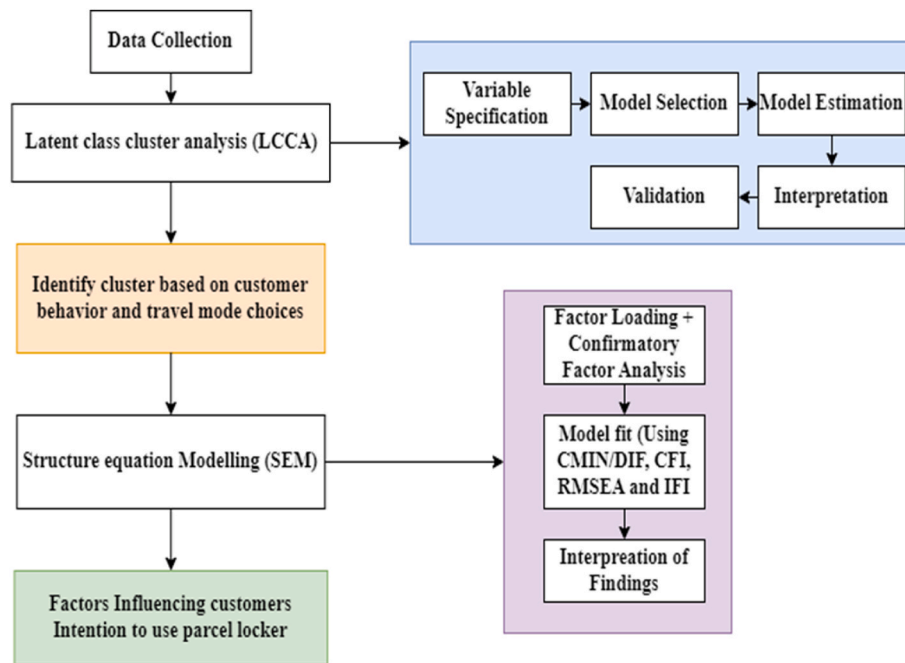 Data Collection
Latent class cluster analysis (LCCA)
Variable
Specification
Model Selection
Model Estimation
Validation
Interpretation
Identify cluster based on customer
behavior and travel mode choices
Structure equation Modelling (SEM)
Factor Loading +
Confirmatory
Factor Analysis
Model fit (Using
CMIN/DIF, CFI,
RMSEA and IFI
Interpreation of
Findings
Factors Influencing customers
Intention to use parcel locker